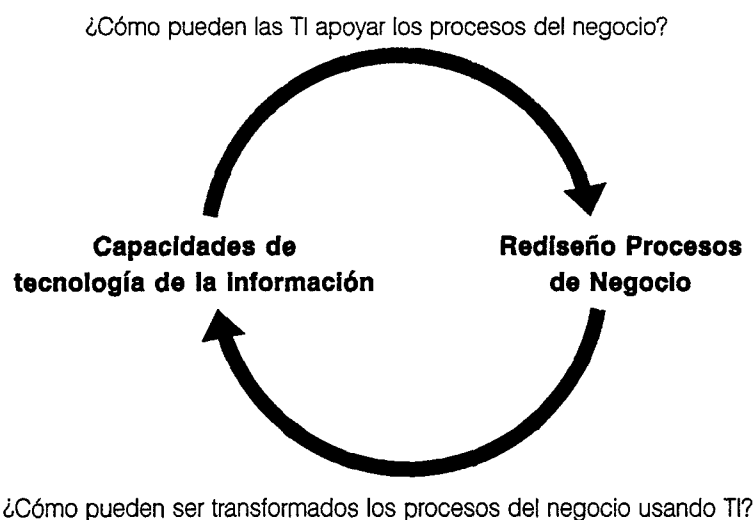 ¿Cómo pueden las TI apoyar los procesos del negocio?
Capacidades de
tecnología de la información
Rediseño Procesos
de Negocio
¿Cómo pueden ser transformados los procesos del negocio usando TI?